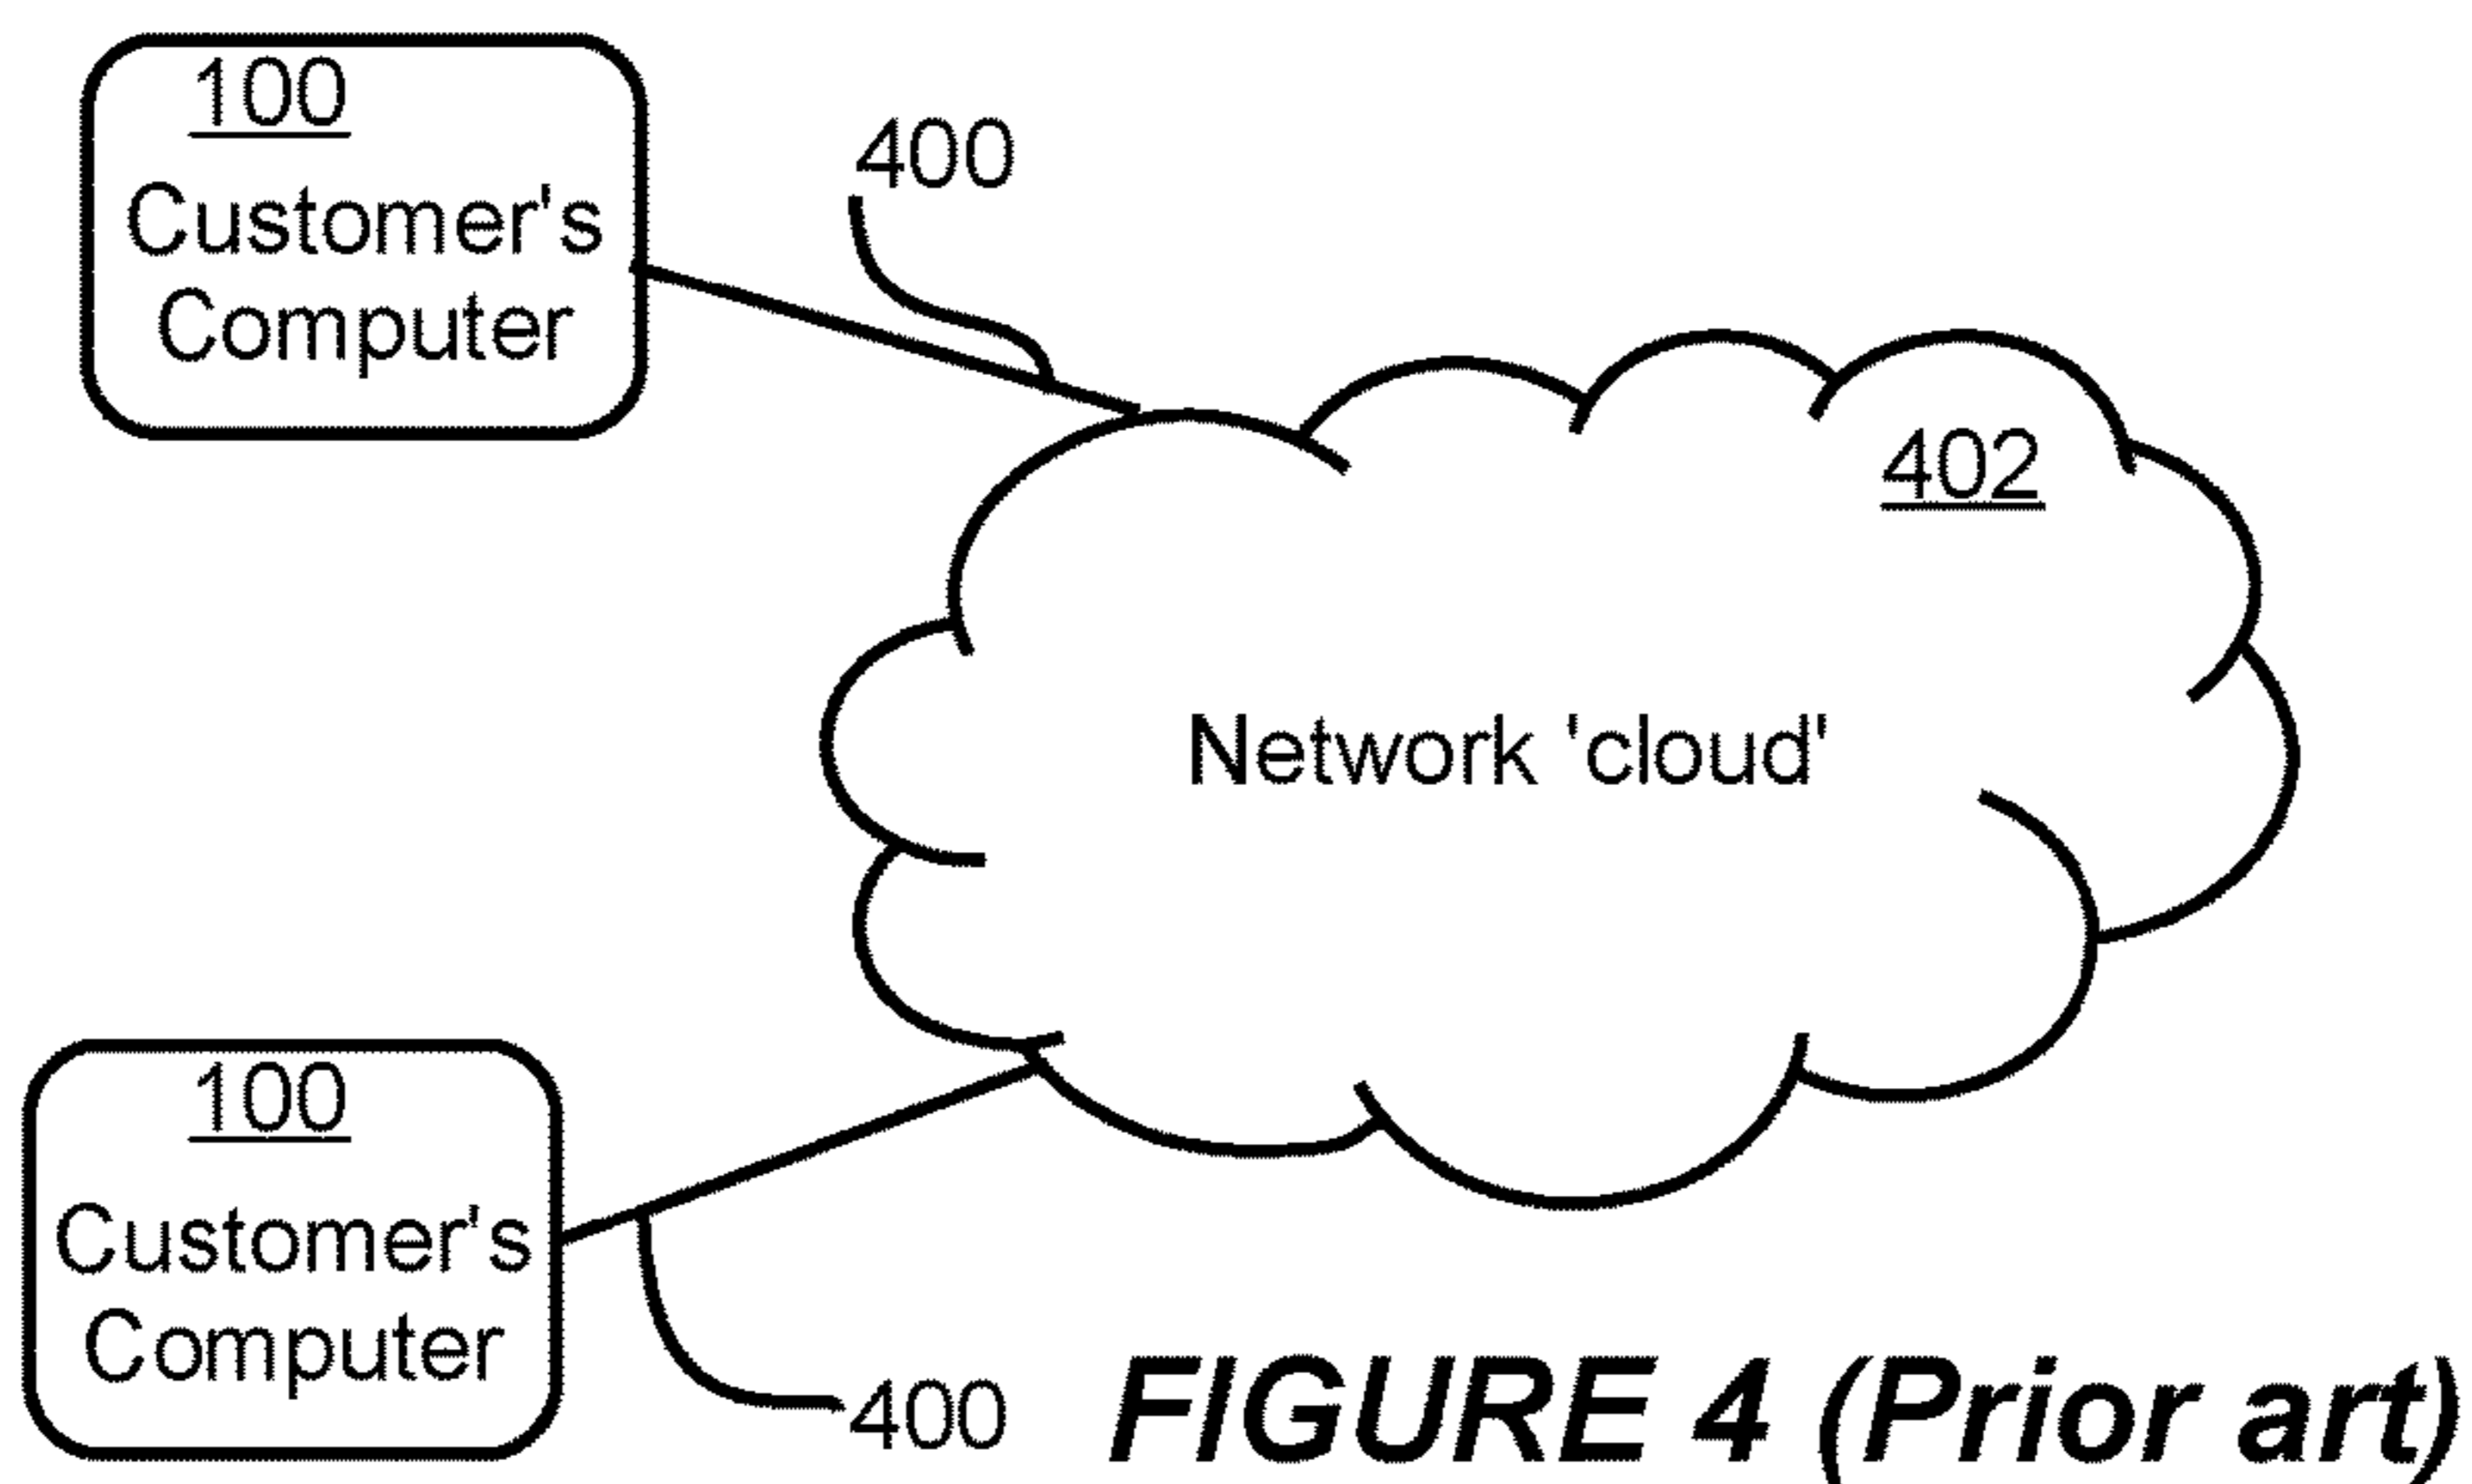 100
Customer's
Computer
400
402
Network 'cloud'
100
Customer's
Computer
400
FIGURE 4 (Prior art)